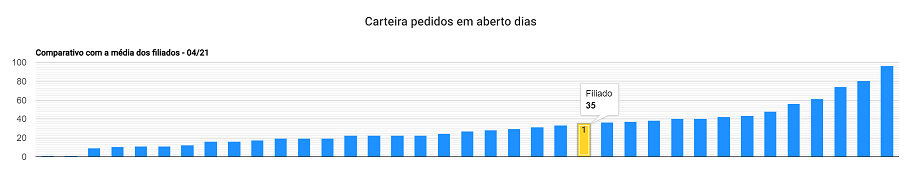 Carteira pedidos em aberto dias
Comparativo com a média dos filiados - 04/21
100
80
60
40
20
0
Filiado
35
1